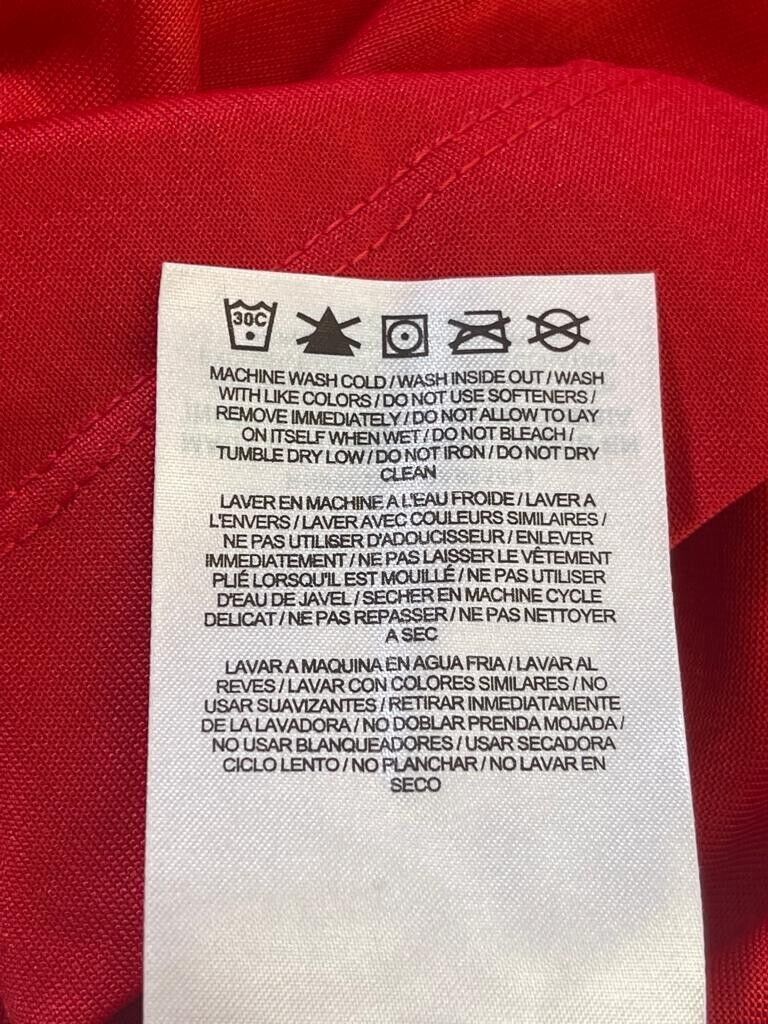 30C
MACHINE WASH COLD / WASH INSIDE OUT / WASH
WITH LIKE COLORS / DO NOT USE SOFTENERS /
REMOVE IMMEDIATELY / DO NOT ALLOW TO LAY
ON ITSELF WHEN WET / DO NOT BLEACH /
TUMBLE DRY LOW / DO NOT IRON / DO NOT DRY
CLEAN
LAVER EN MACHINE A L'EAU FROIDE / LAVER A
L'ENVERS / LAVER AVEC COULEURS SIMILAIRES /
NE PAS UTILISER D'ADOUCISSEUR / ENLEVER
IMMEDIATEMENT / NE PAS LAISSER LE VÊTEMENT
PLIÉ LORSQU'IL EST MOUILLÉ / NE PAS UTILISER
D'EAU DE JAVEL / SECHER EN MACHINE CYCLE
DELICAT / NE PAS REPASSER / NE PAS NETTOYER
A SEC
LAVAR A MAQUINA EN AGUA FRIA / LAVAR AL
REVES / LAVAR CON COLORES SIMILARES / NO
USAR SUAVIZANTES / RETIRAR INMEDIATAMENTE
DE LA LAVADORA / NO DOBLAR PRENDA MOJADA /
NO USAR BLANQUEADORES / USAR SECADORA
CICLO LENTO / NO PLANCHAR / NO LAVAR EN
SECO